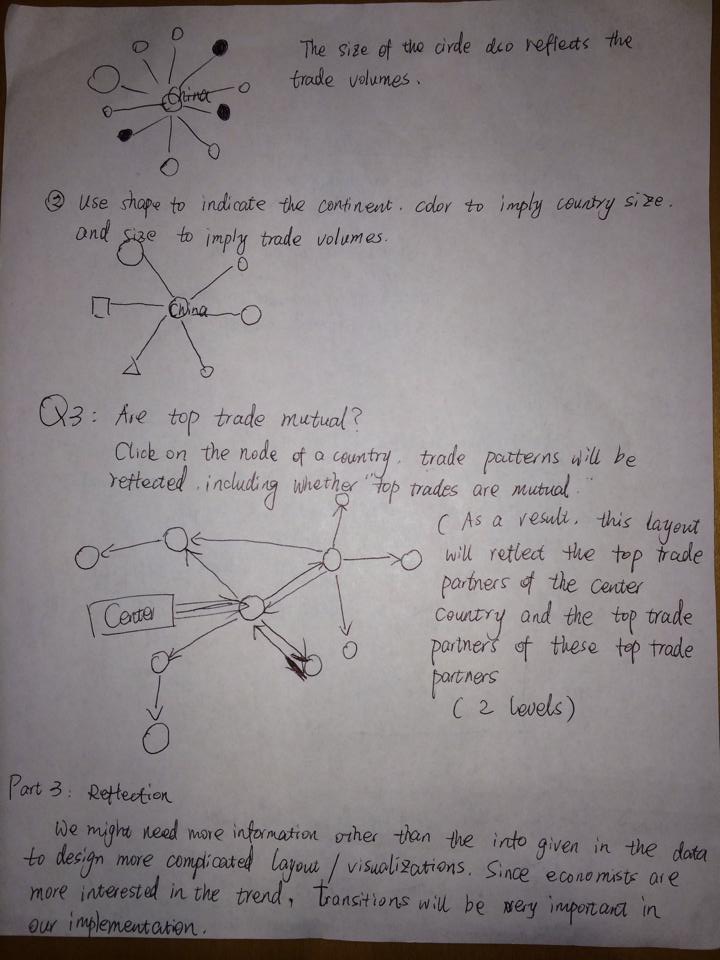 The size of the circle also reflects the
trade volumes.
China
② Use shape to indicate the continent. color to imply country size.
and size to imply trade volumes.
China
Q3: Are top trade mutual?
Click on the node of a country. trade patterns will be
reflected. including whether "top trades are mutual."
( As a result. this layout
will reflect the top trade
partners of the center
country and the top trade
partners of these top trade
partners
( 2 levels)
Center
Part 3: Reflection
We might need more information other than the info given in the data
to design more complicated layout / visualizations. Since economists are
more interested in the trend, transitions will be very important in
our implementation.